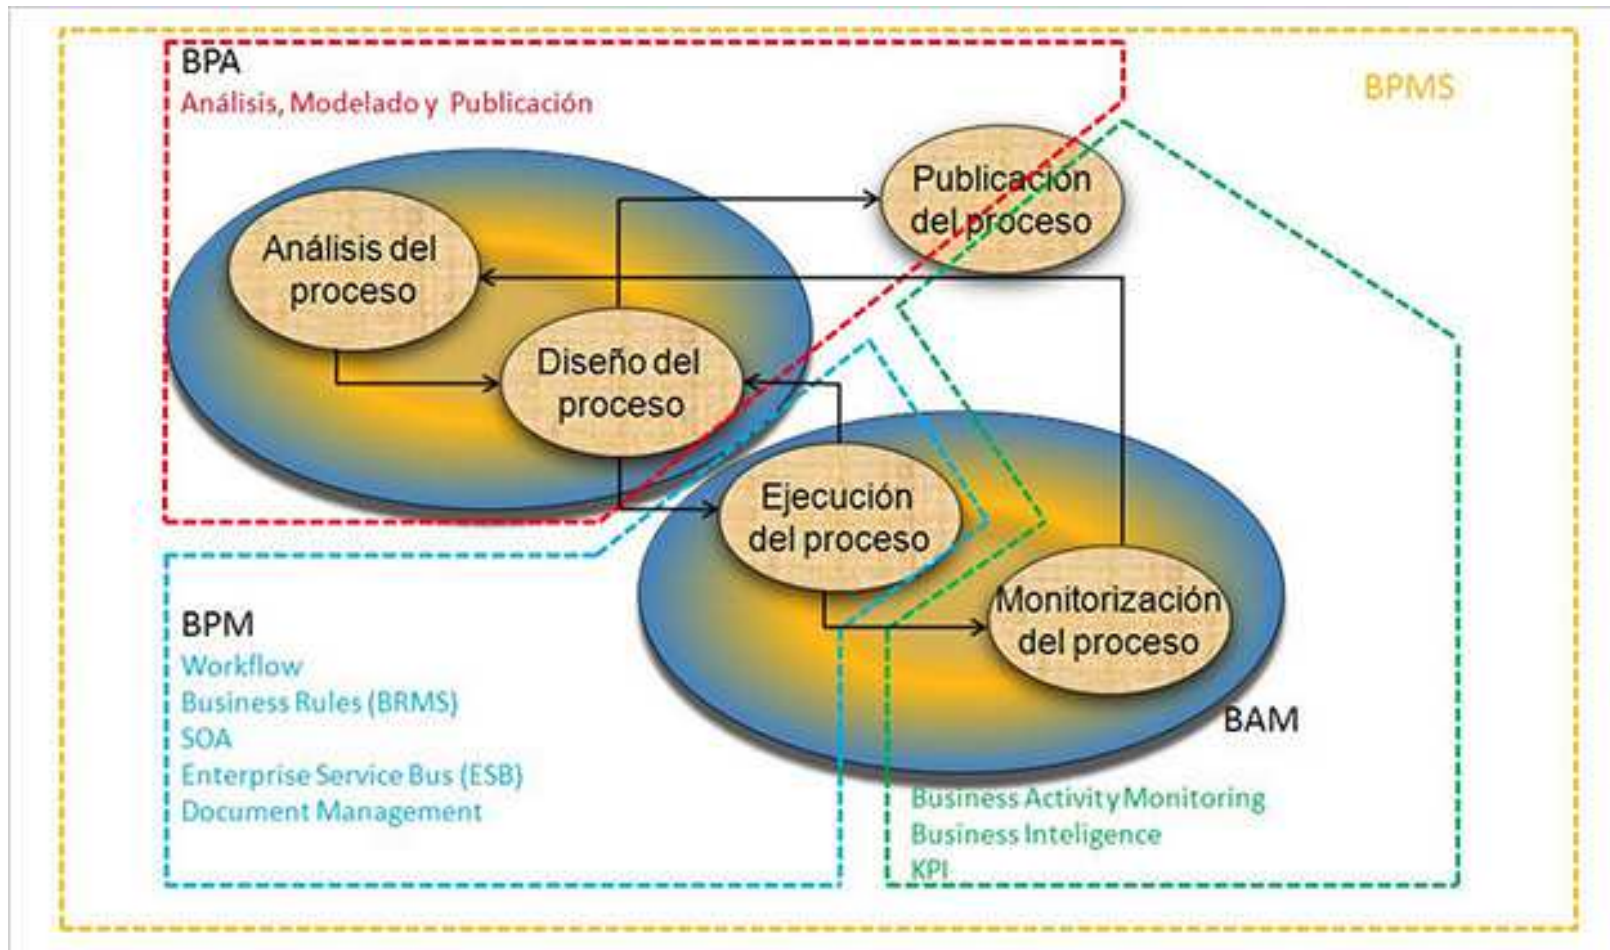 BPA
Análisis, Modelado y Publicación
BPMS
Publicación
del proceso
Análisis del
proceso
Diseño del
proceso
Ejecución
del proceso
Monitorización
del proceso
BPM
Workflow
Business Rules (BRMS)
SOA
Enterprise Service Bus (ESB)
Document Management
BAM
Business Activity Monitoring
Business Inteligence
KPI